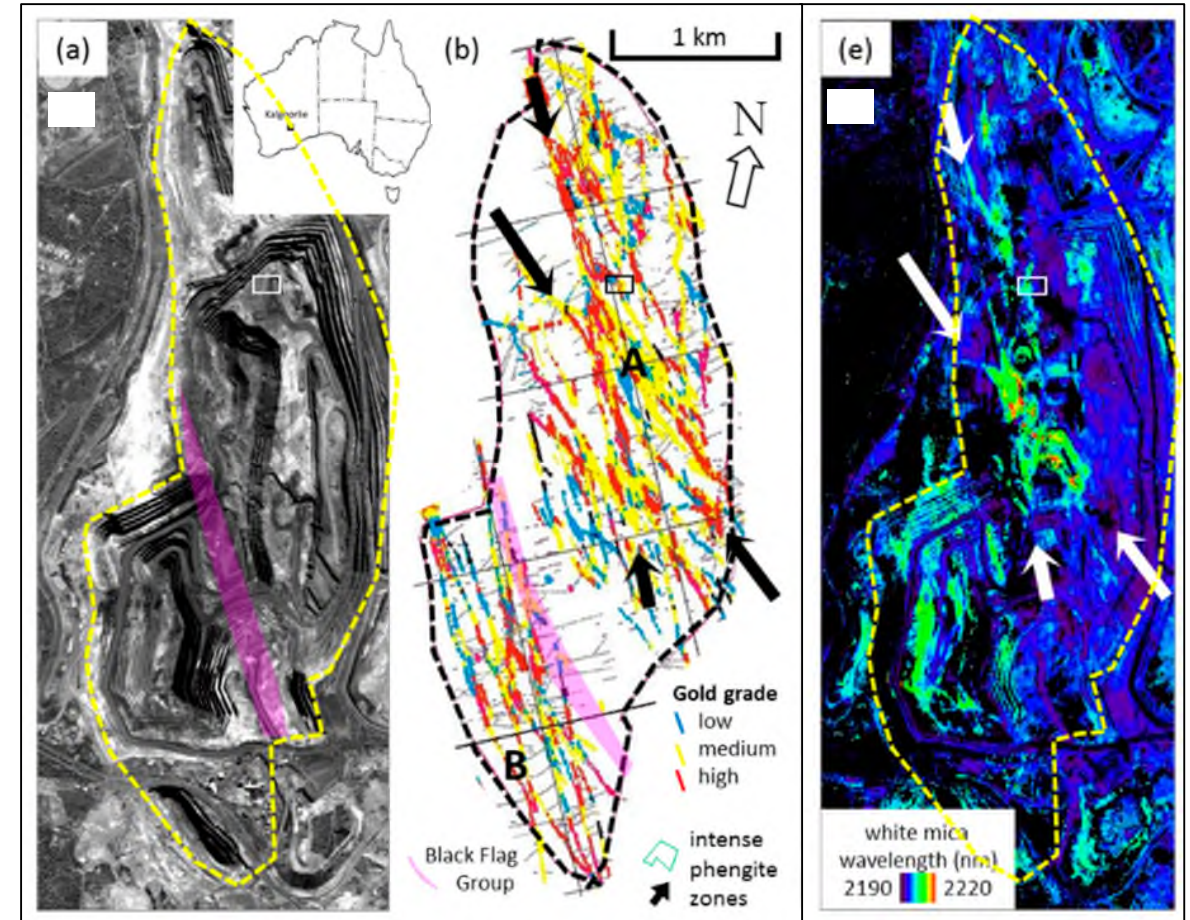 (a)
Kalgoorlie
(b)
1 km
N
A
B
Gold grade
low
medium
high
Black Flag
Group
intense
phengite
zones
(e)
white mica
wavelength (nm)
2190
2220